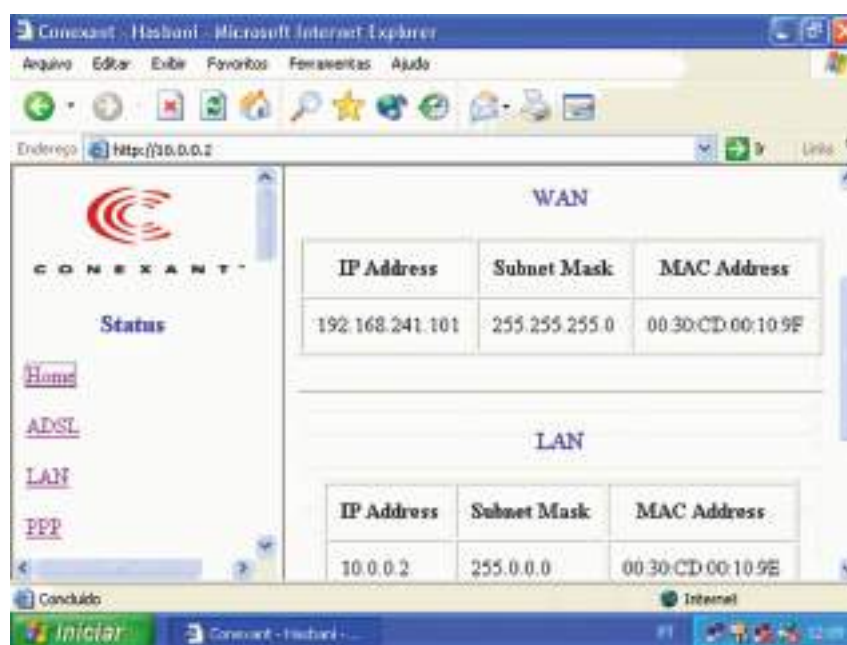 Conexant - Hasbani - Microsoft Internet Explorer
Arquivo Editar Exibir Favoritos Ferramentas Ajuda
Endereço http://10.0.0.2 Ir Links
CONEXANT
Status
Home
ADSL
LAN
PPP
WAN
IP Address Subnet Mask MAC Address
192.168.241.101 255.255.255.0 00:30:CD:00:10:9F
LAN
IP Address Subnet Mask MAC Address
10.0.0.2 255.0.0.0 00:30:CD:00:10:9E
Concluído Internet
Iniciar Conexant - Hasbani - ... PT